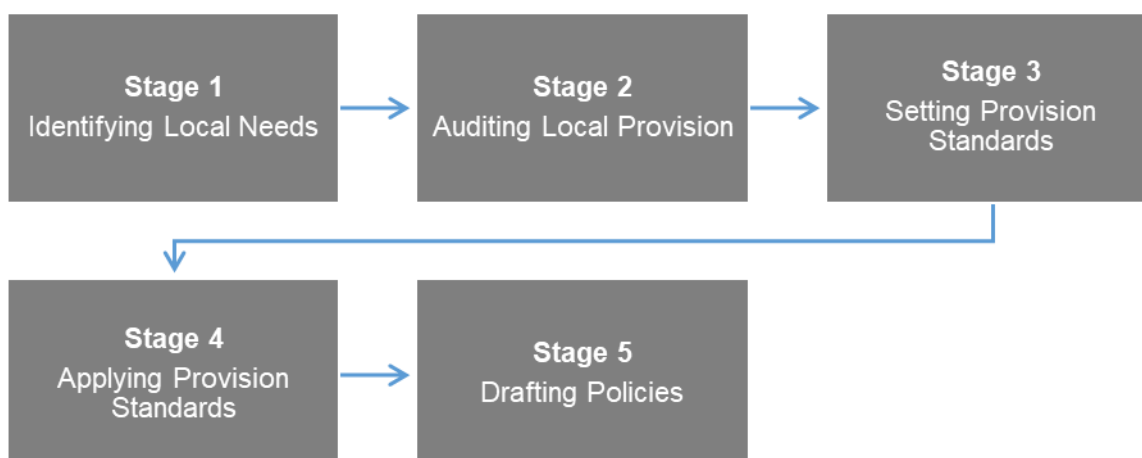 Stage 1
Identifying Local Needs
Stage 2
Auditing Local Provision
Stage 3
Setting Provision
Standards
Stage 4
Applying Provision
Standards
Stage 5
Drafting Policies